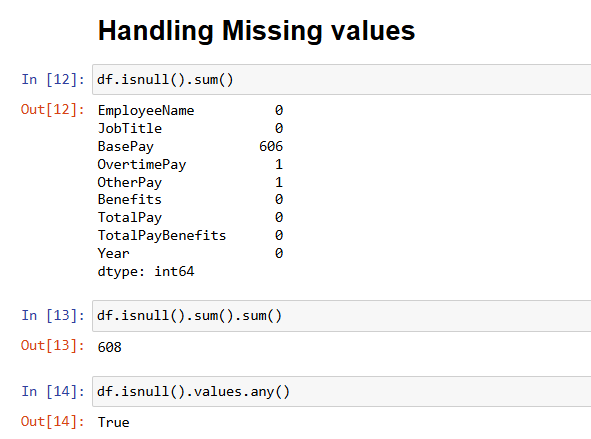 Handling Missing values
In [12]: df.isnull().sum()
Out[12]: EmployeeName 0
JobTitle 0
BasePay 606
OvertimePay 1
OtherPay 1
Benefits 0
TotalPay 0
TotalPayBenefits 0
Year 0
dtype: int64
In [13]: df.isnull().sum().sum()
Out[13]: 608
In [14]: df.isnull().values.any()
Out[14]: True